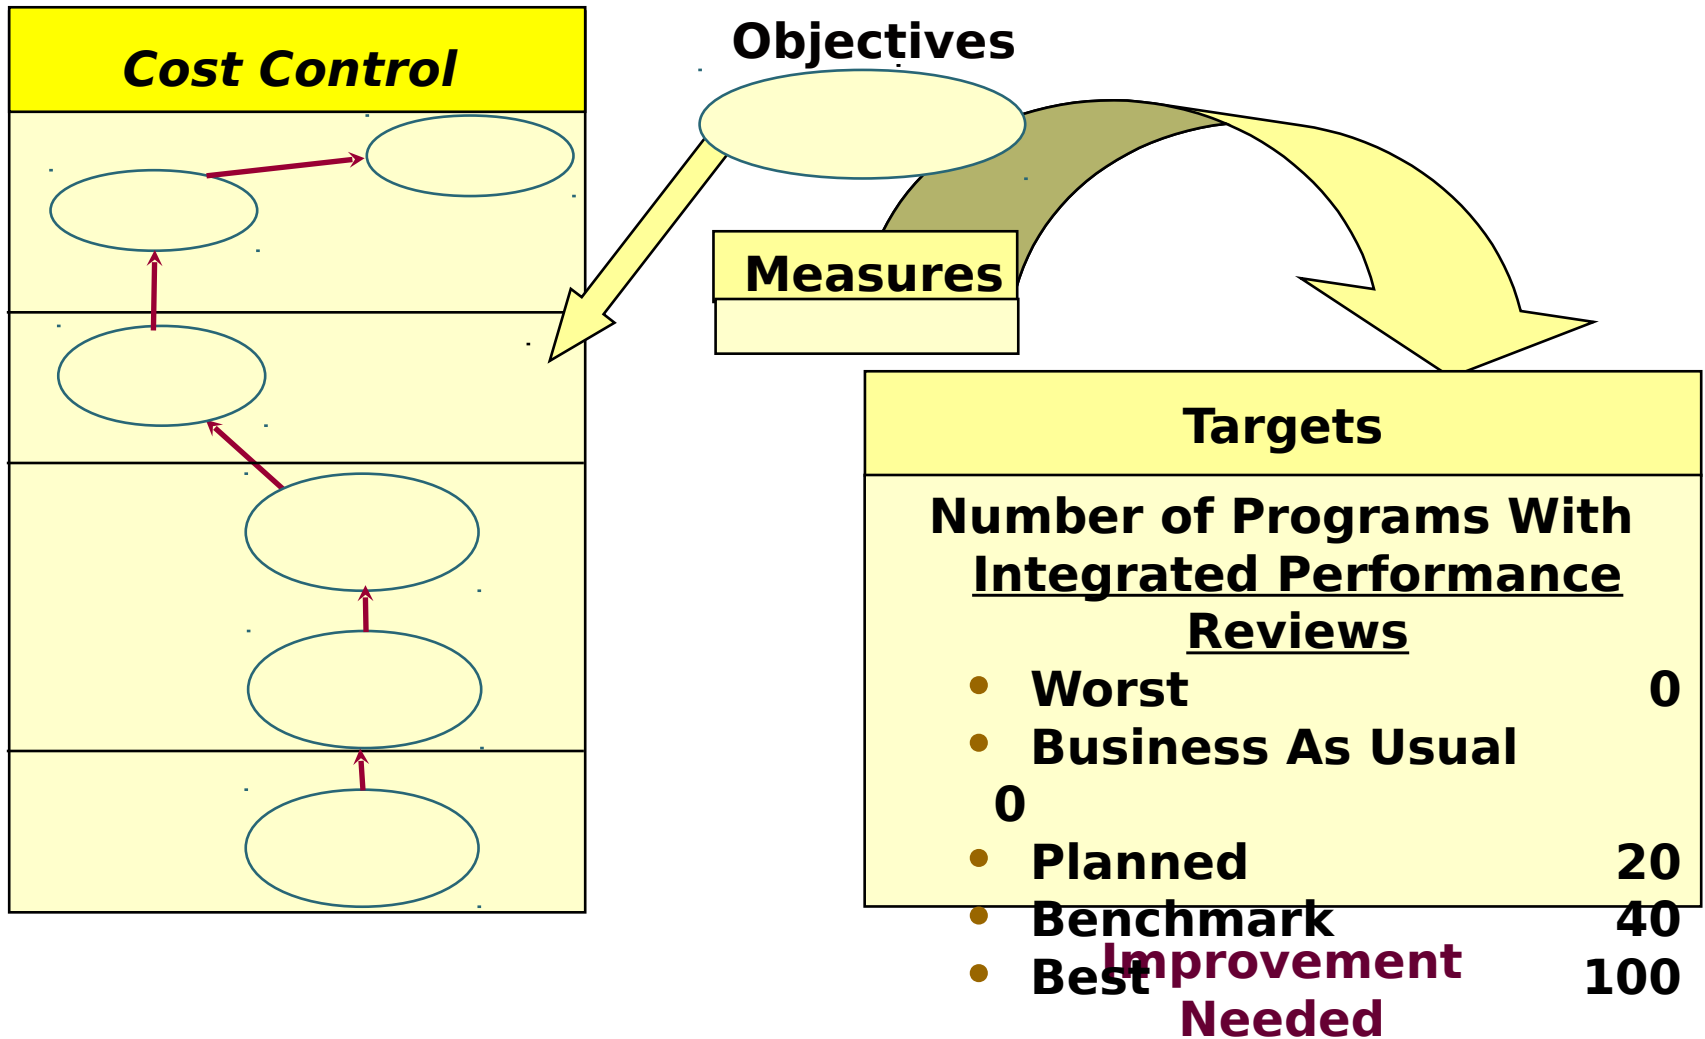 Cost Control
Objectives
Measures
Targets
Number of Programs With
Integrated Performance
Reviews
• Worst 0
• Business As Usual
0
• Planned 20
• Benchmark 40
• Best 100
Improvement
Needed